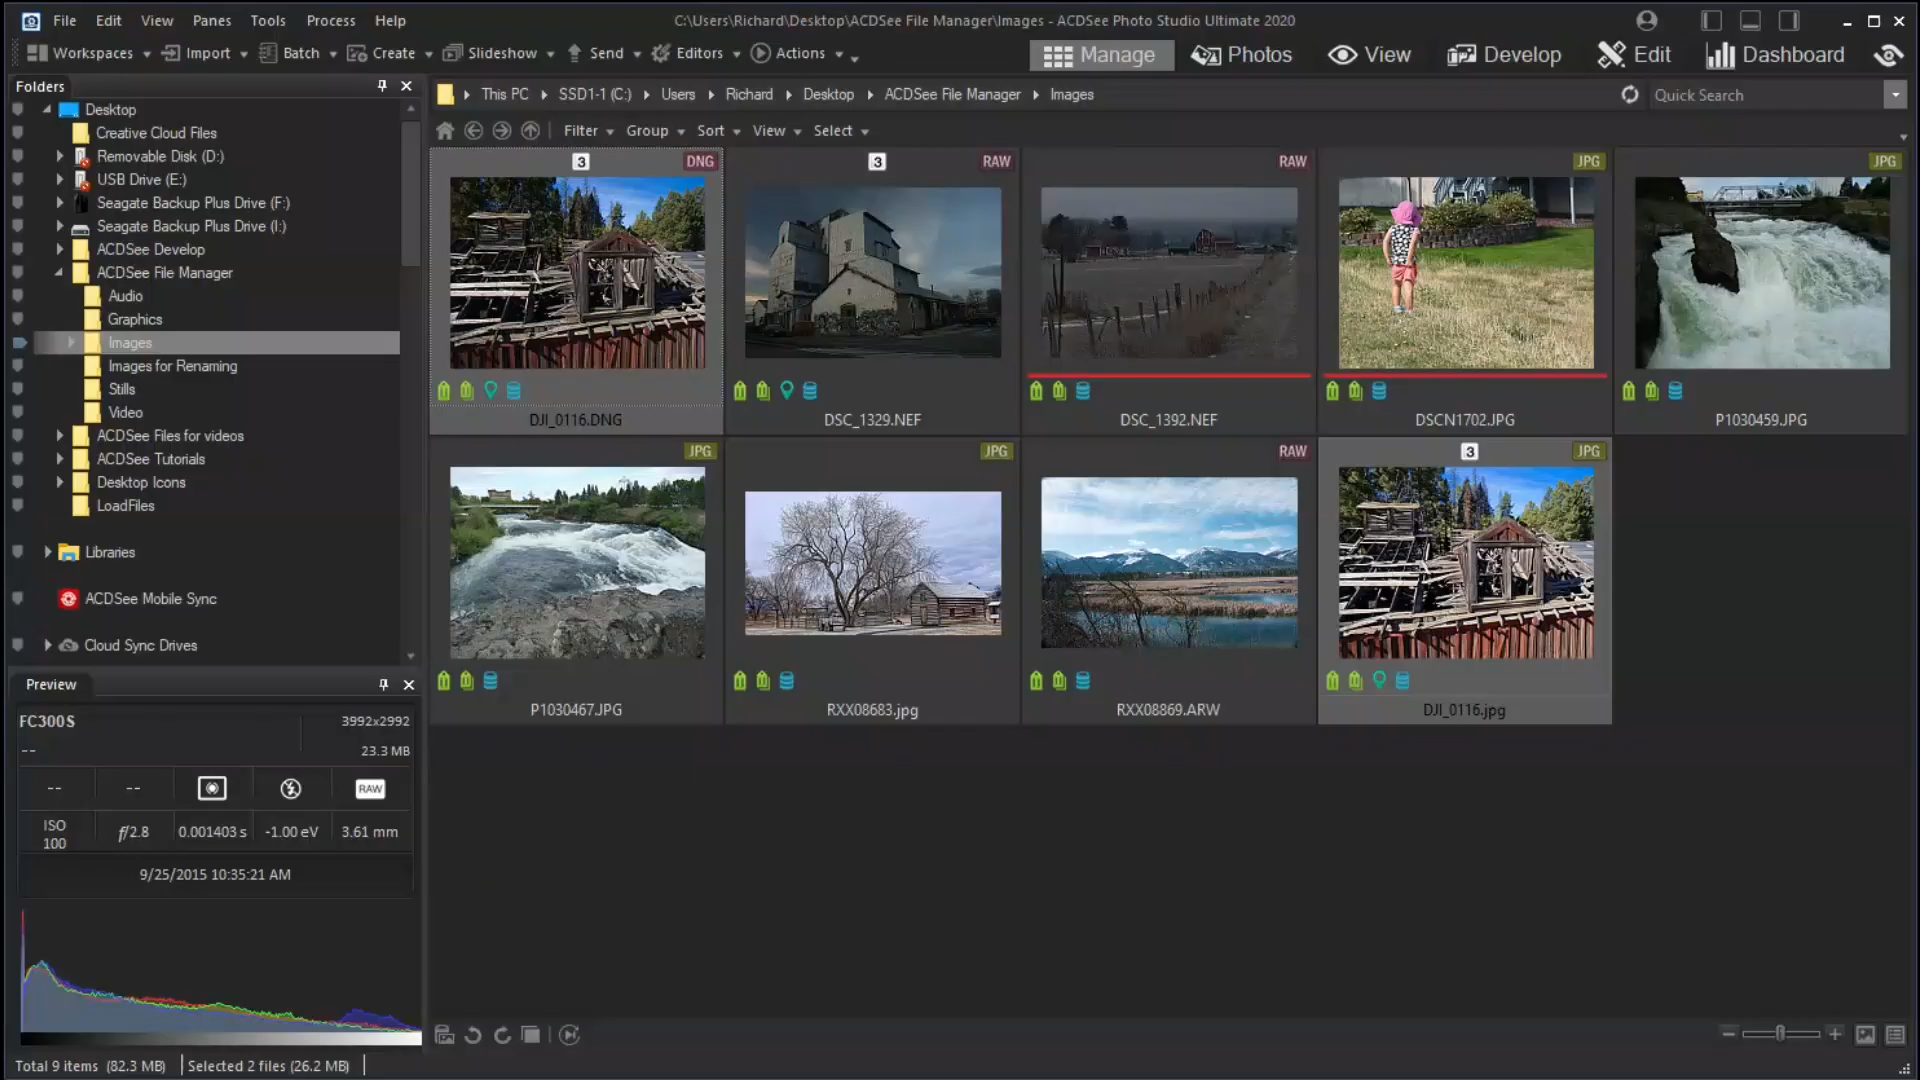 File Edit View Panes Tools Process Help
C:\Users\Richard\Desktop\ACDSee File Manager\Images - ACDSee Photo Studio Ultimate 2020
Workspaces Import Batch Create Slideshow Send Editors Actions
Manage Photos View Develop Edit Dashboard
Folders
This PC SSD1-1 (C:) Users Richard Desktop ACDSee File Manager Images
Quick Search
Filter Group Sort View Select
Desktop
Creative Cloud Files
Removable Disk (D:)
USB Drive (E:)
Seagate Backup Plus Drive (F:)
Seagate Backup Plus Drive (I:)
ACDSee Develop
ACDSee File Manager
Audio
Graphics
Images
Images for Renaming
Stills
Video
ACDSee Files for videos
ACDSee Tutorials
Desktop Icons
LoadFiles
Libraries
ACDSee Mobile Sync
Cloud Sync Drives
3 DNG
3 RAW
RAW
JPG
JPG
DJI_0116.DNG
DSC_1329.NEF
DSC_1392.NEF
DSCN1702.JPG
P1030459.JPG
JPG
JPG
RAW
3 JPG
P1030467.JPG
RXX08683.jpg
RXX08869.ARW
DJI_0116.jpg
Preview
FC300S 3992x2992
-- 23.3 MB
-- -- RAW
ISO 100 f/2.8 0.001403 s -1.00 eV 3.61 mm
9/25/2015 10:35:21 AM
Total 9 items (82.3 MB) Selected 2 files (26.2 MB)